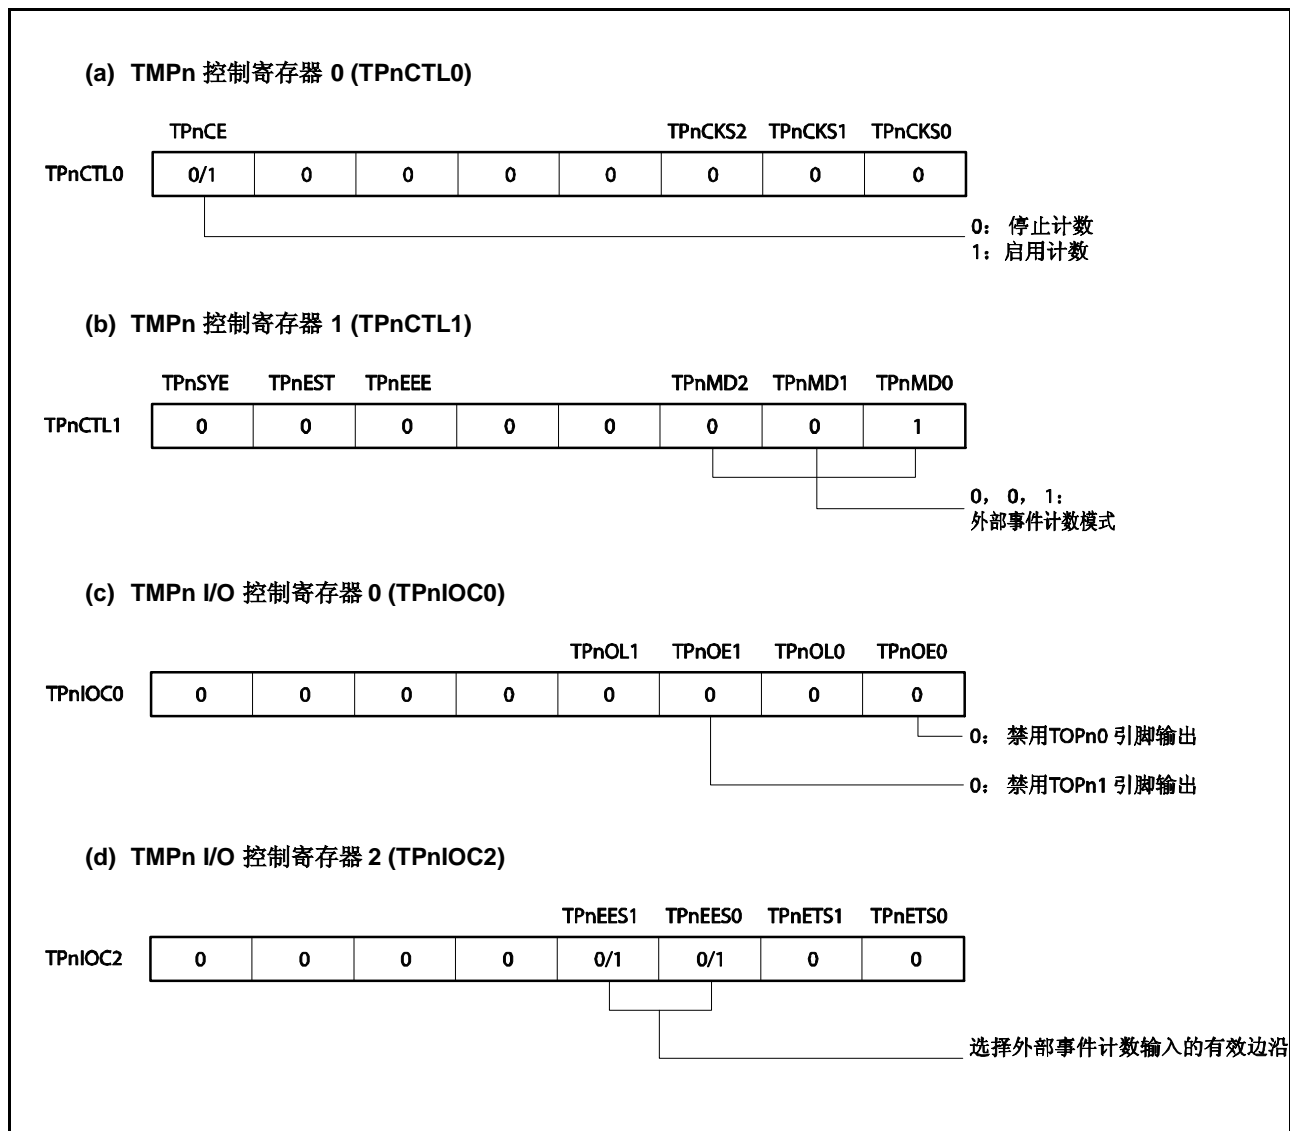 (a) TMPn 控制寄存器 0 (TPnCTL0)
TPnCE TPnCKS2 TPnCKS1 TPnCKS0
TPnCTL0 0/1 0 0 0 0 0 0 0
0： 停止计数
1：启用计数
(b) TMPn 控制寄存器 1 (TPnCTL1)
TPnSYE TPnEST TPnEEE TPnMD2 TPnMD1 TPnMD0
TPnCTL1 0 0 0 0 0 0 0 1
0， 0， 1：
外部事件计数模式
(c) TMPn I/O 控制寄存器 0 (TPnIOC0)
TPnOL1 TPnOE1 TPnOL0 TPnOE0
TPnIOC0 0 0 0 0 0 0 0 0
0： 禁用TOPn0 引脚输出
0： 禁用TOPn1 引脚输出
(d) TMPn I/O 控制寄存器 2 (TPnIOC2)
TPnEES1 TPnEES0 TPnETS1 TPnETS0
TPnIOC2 0 0 0 0 0/1 0/1 0 0
选择外部事件计数输入的有效边沿